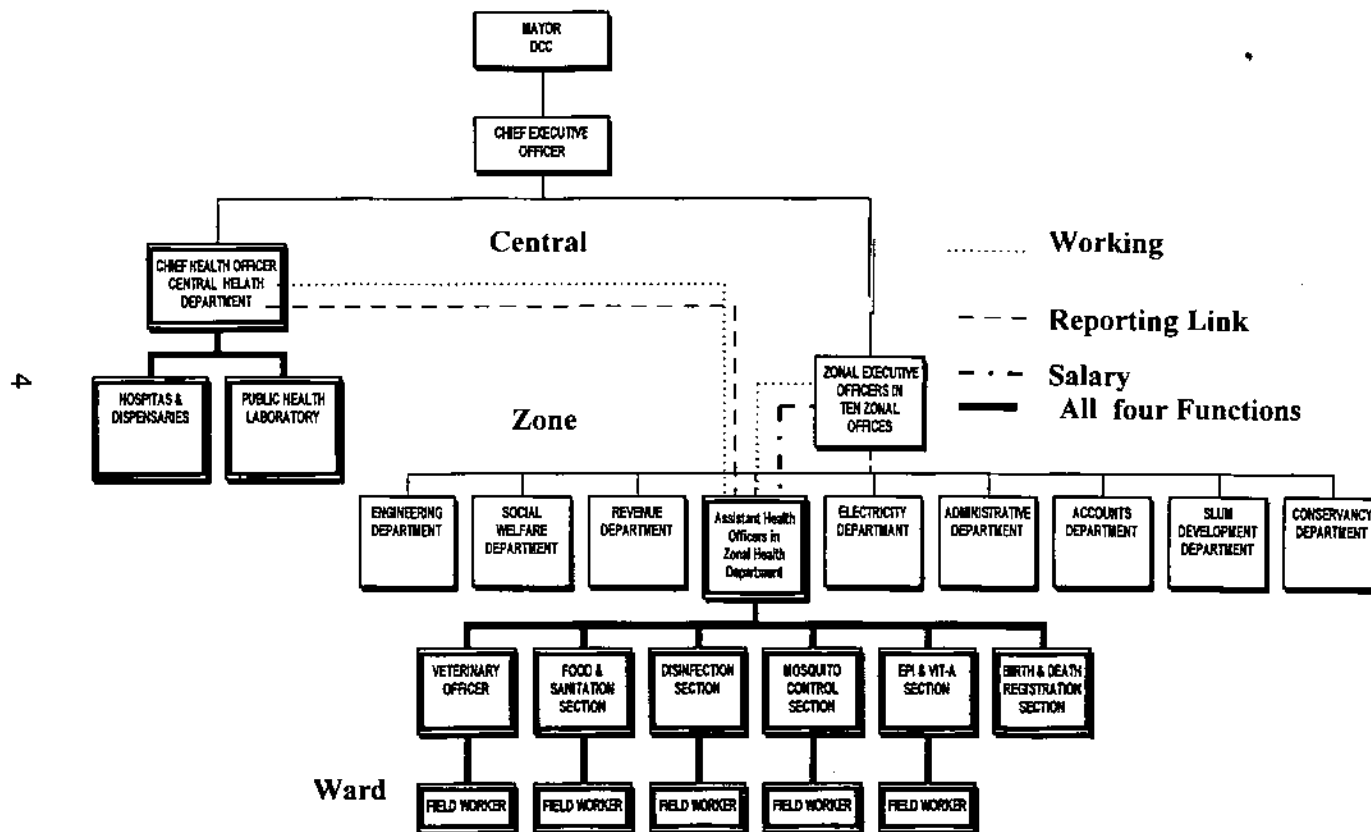 MAYOR
DCC
CHIEF EXECUTIVE
OFFICER
Central
Working
CHIEF HEALTH OFFICER
CENTRAL HELATH
DEPARTMENT
Reporting Link
4
HOSPITAS &
DISPENSARIES
PUBLIC HEALTH
LABORATORY
Zone
ZONAL EXECUTIVE
OFFICERS IN
TEN ZONAL
OFFICES
Salary
All four Functions
ENGINEERING
DEPARTMENT
SOCIAL
WELFARE
DEPARTMENT
REVENUE
DEPARTMENT
Assistant Health
Officers in
Zonal Health
Department
ELECTRICITY
DEPARTMANT
ADMINISTRATIVE
DEPARTMENT
ACCOUNTS
DEPARTMENT
SLUM
DEVELOPMENT
DEPARTMENT
CONSERVANCY
DEPARTMENT
VETERINARY
OFFICER
FOOD &
SANITATION
SECTION
DISINFECTION
SECTION
MOSQUITO
CONTROL
SECTION
EPI & VIT-A
SECTION
BIRTH & DEATH
REGISTRATION
SECTION
Ward
FIELD WORKER
FIELD WORKER
FIELD WORKER
FIELD WORKER
FIELD WORKER